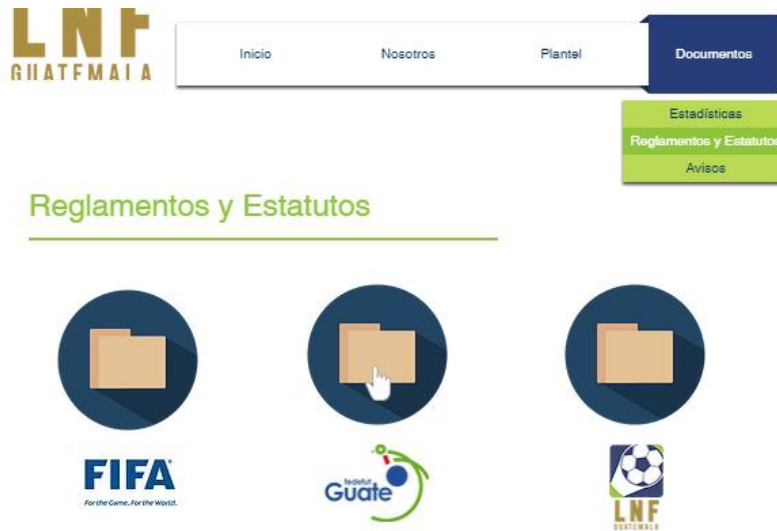 LNF
GUATEMALA
Inicio
Nosotros
Plantel
Documentos
Estadísticas
Reglamentos y Estatutos
Avisos
Reglamentos y Estatutos
FIFA
For the Game. For the World.
fedefut
Guate
LNF
GUATEMALA